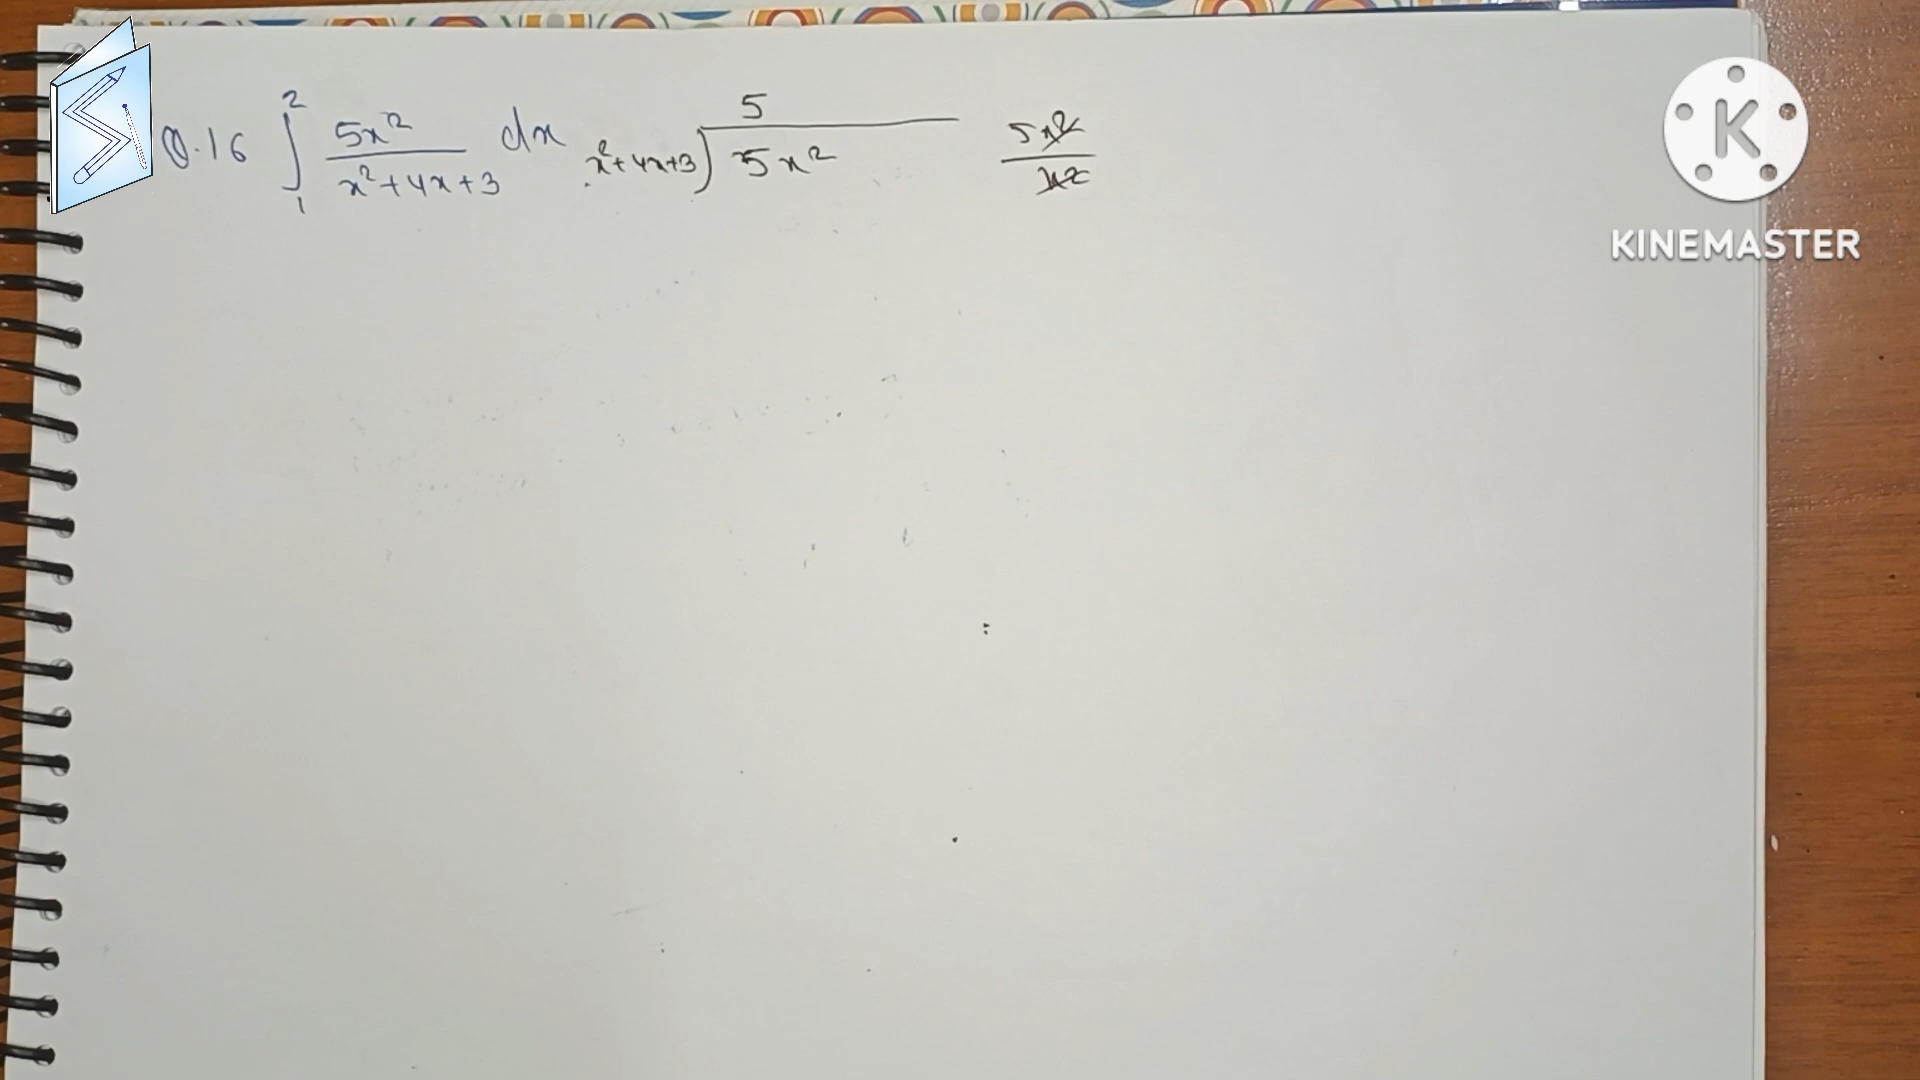 Q.16 ∫₁² 5x²/(x²+4x+3) dx
5
x²+4x+3 ) 5x²
5x²/x²
K
KINEMASTER